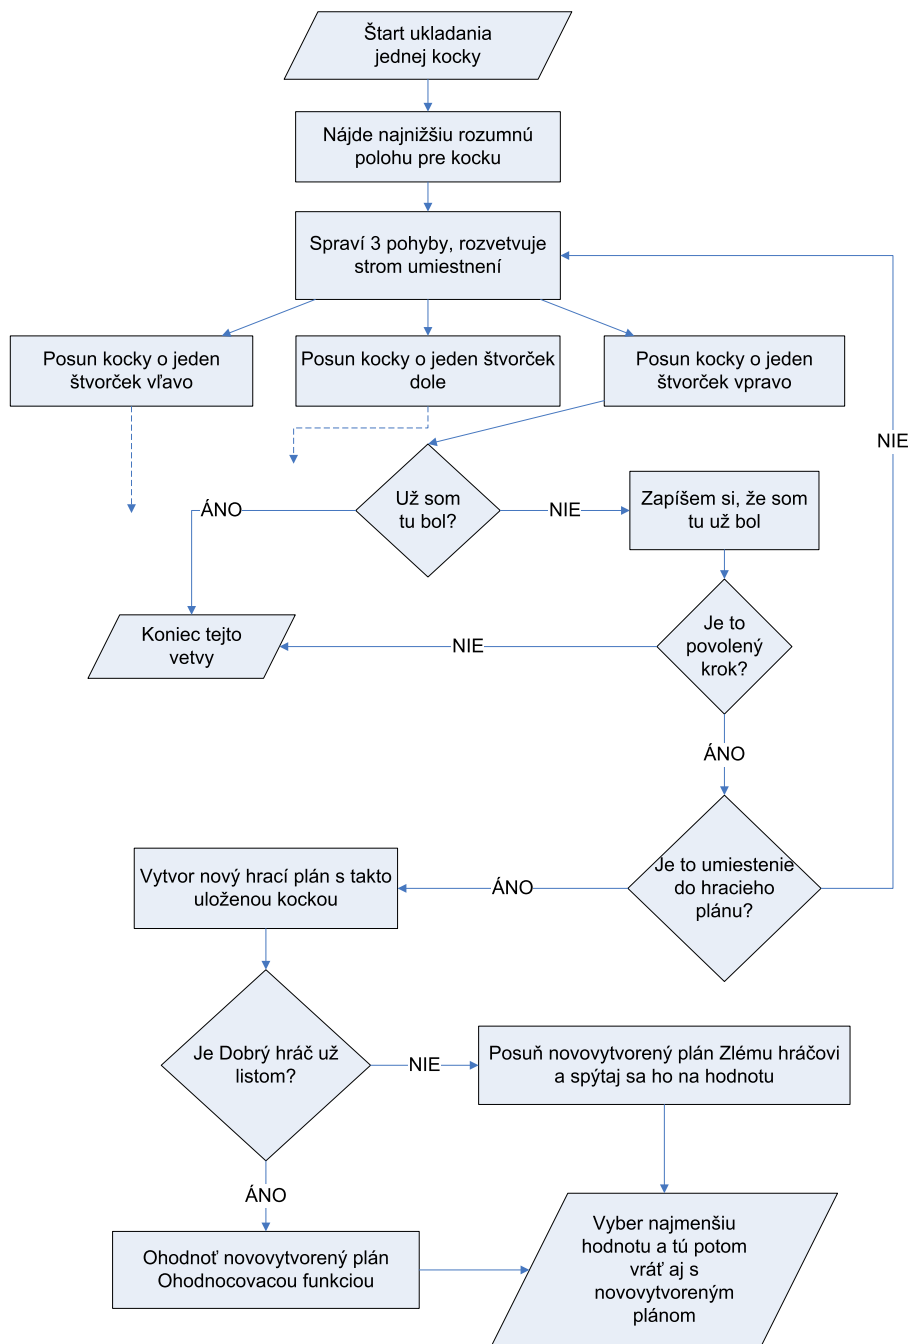 Štart ukladania
jednej kocky
Nájde najnižšiu rozumnú
polohu pre kocku
Spraví 3 pohyby, rozvetvuje
strom umiestnení
Posun kocky o jeden
štvorček vľavo
Posun kocky o jeden štvorček
dole
Posun kocky o jeden
štvorček vpravo
NIE
Už som
tu bol?
ÁNO
NIE
Zapíšem si, že som
tu už bol
Koniec tejto
vetvy
NIE
Je to
povolený
krok?
ÁNO
Je to umiestenie
do hracieho
plánu?
ÁNO
Vytvor nový hrací plán s takto
uloženou kockou
Je Dobrý hráč už
listom?
NIE
Posuň novovytvorený plán Zlému hráčovi
a spýtaj sa ho na hodnotu
ÁNO
Ohodnoť novovytvorený plán
Ohodnocovacou funkciou
Vyber najmenšiu
hodnotu a tú potom
vráť aj s
novovytvoreným
plánom